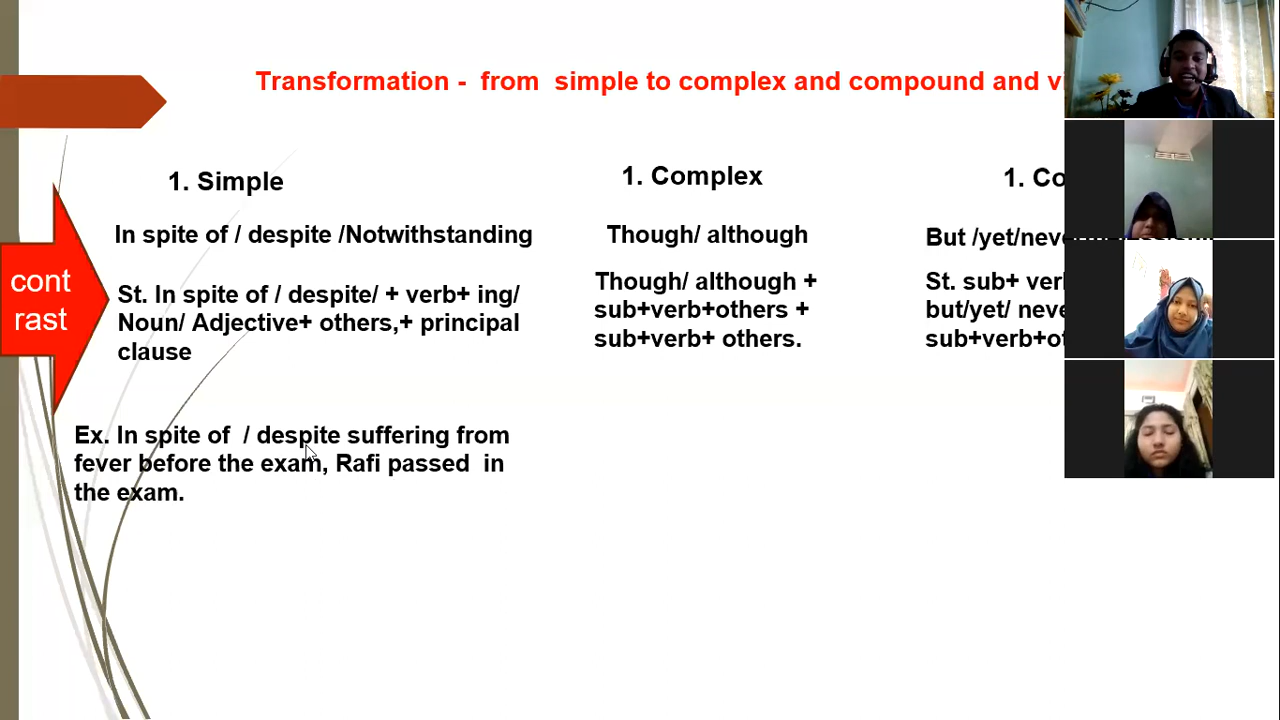 Transformation - from simple to complex and compound and
1. Simple
1. Complex
1.
In spite of / despite /Notwithstanding
Though/ although
But /yet/
cont
rast
St. In spite of / despite/ + verb+ ing/
Noun/ Adjective+ others,+ principal
clause
Though/ although +
sub+verb+others +
sub+verb+ others.
St. sub+
but/yet/
Ex. In spite of / despite suffering from
fever before the exam, Rafi passed in
the exam.